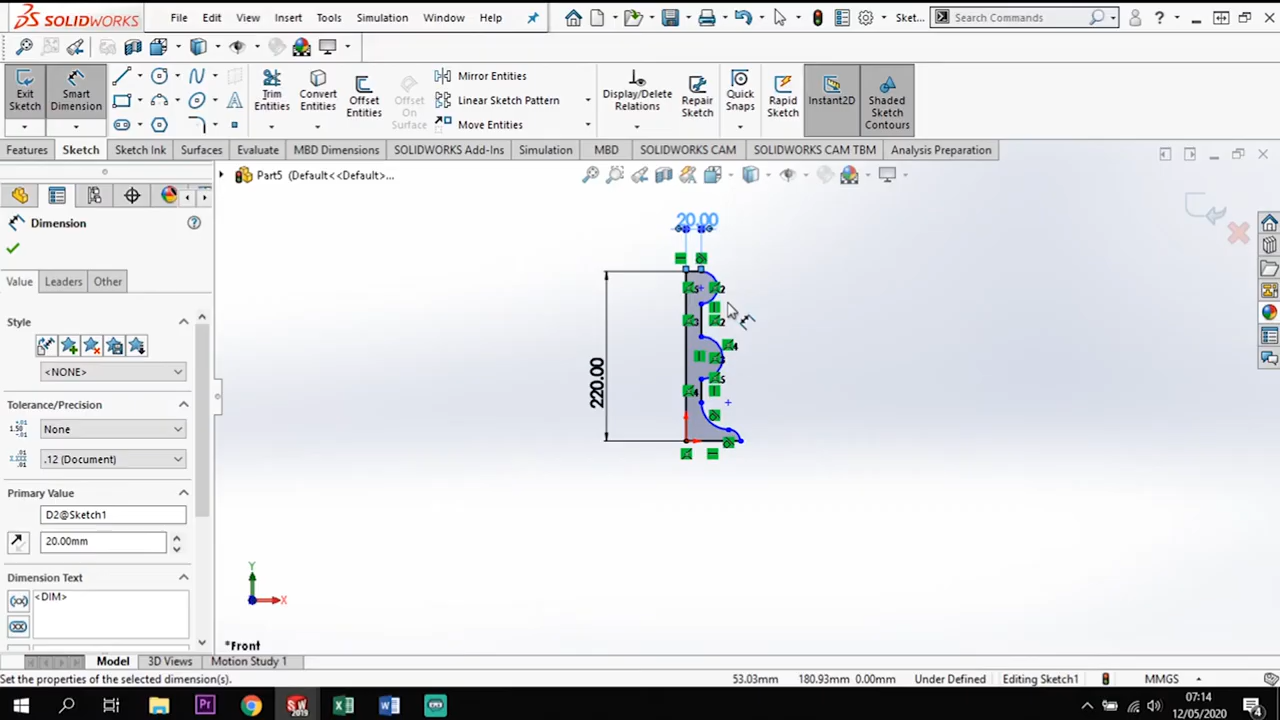 SOLIDWORKS File Edit View Insert Tools Simulation Window Help Sket... Search Commands ?
Exit Sketch
Smart Dimension
Trim Entities
Convert Entities
Offset Entities
Offset On Surface
Mirror Entities
Linear Sketch Pattern
Move Entities
Display/Delete Relations
Repair Sketch
Quick Snaps
Rapid Sketch
Instant2D
Shaded Sketch Contours
Features Sketch Sketch Ink Surfaces Evaluate MBD Dimensions SOLIDWORKS Add-Ins Simulation MBD SOLIDWORKS CAM SOLIDWORKS CAM TBM Analysis Preparation
Part5 (Default<<Default>...
Dimension
Value Leaders Other
Style
<NONE>
Tolerance/Precision
None
.12 (Document)
Primary Value
D2@Sketch1
20.00mm
Dimension Text
<DIM>
20.00
220.00
Y
X
*Front
Model 3D Views Motion Study 1
Set the properties of the selected dimension(s). 53.03mm 180.93mm 0.00mm Under Defined Editing Sketch1 MMGS
07:14
12/05/2020